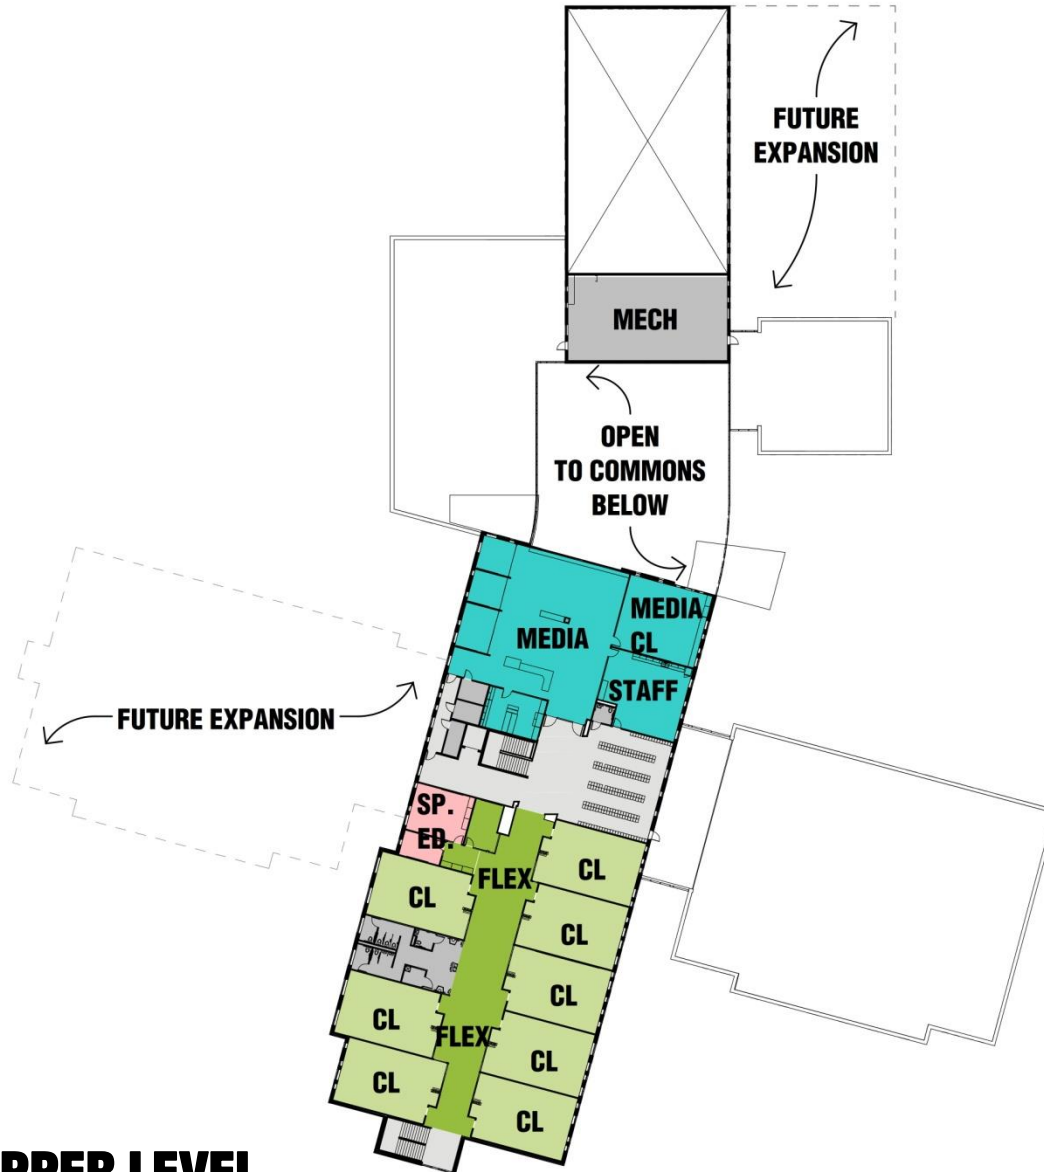 FUTURE
EXPANSION
MECH
OPEN
TO COMMONS
BELOW
MEDIA
CL
MEDIA
STAFF
FUTURE EXPANSION
SP.
ED.
FLEX
CL
CL
CL
CL
CL
FLEX
CL
CL
CL
PPER LEVEL